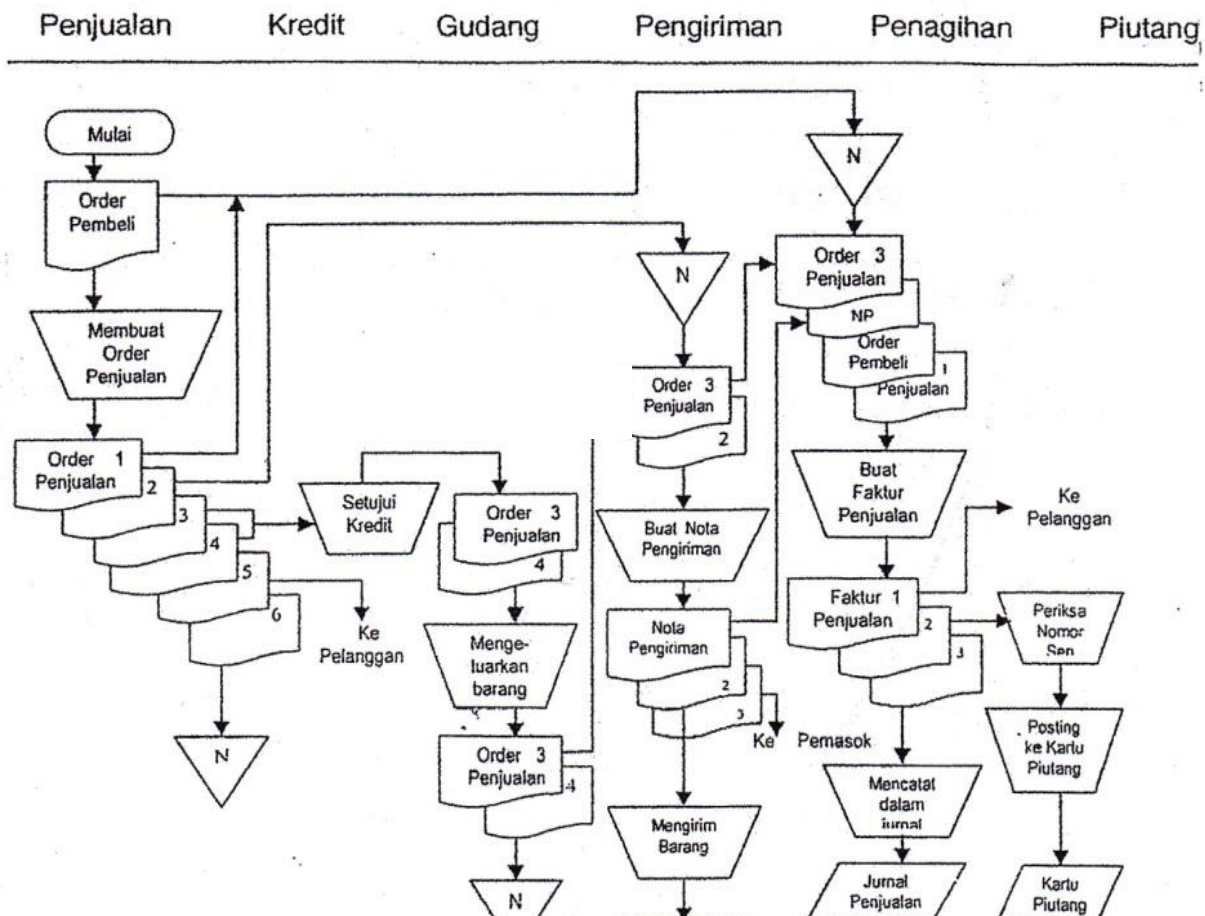 Penjualan Kredit Gudang Pengiriman Penagihan Piutang
Mulai
Order
Pembeli
Membuat
Order
Penjualan
Order 1
Penjualan
2
3
4
5
6
Ke
Pelanggan
N
Setujui
Kredit
Order 3
Penjualan
4
Menge-
luarkan
barang
Order 3
Penjualan
4
N
N
Order 3
Penjualan
2
Buat Nota
Pengiriman
Nota
Pengiriman
2
3
Ke Pemasok
Mengirim
Barang
N
Order 3
Penjualan
NP
Order
Pembeli
1
Penjualan
Buat
Faktur
Penjualan
Ke
Pelanggan
Faktur 1
Penjualan
2
3
Mencatat
dalam
jurnal
Jurnal
Penjualan
Periksa
Nomor
Posting
ke Kartu
Piutang
Kartu
Piutang